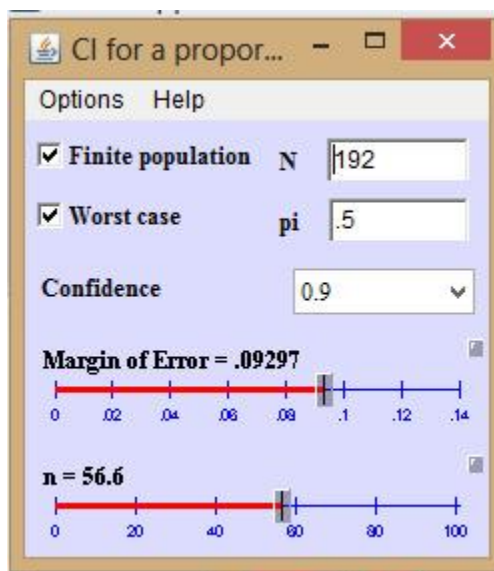 CI for a propor...
Options Help
Finite population N 192
Worst case pi .5
Confidence 0.9
Margin of Error = .09297
0 .02 .04 .06 .08 .1 .12 .14
n = 56.6
0 20 40 60 80 100